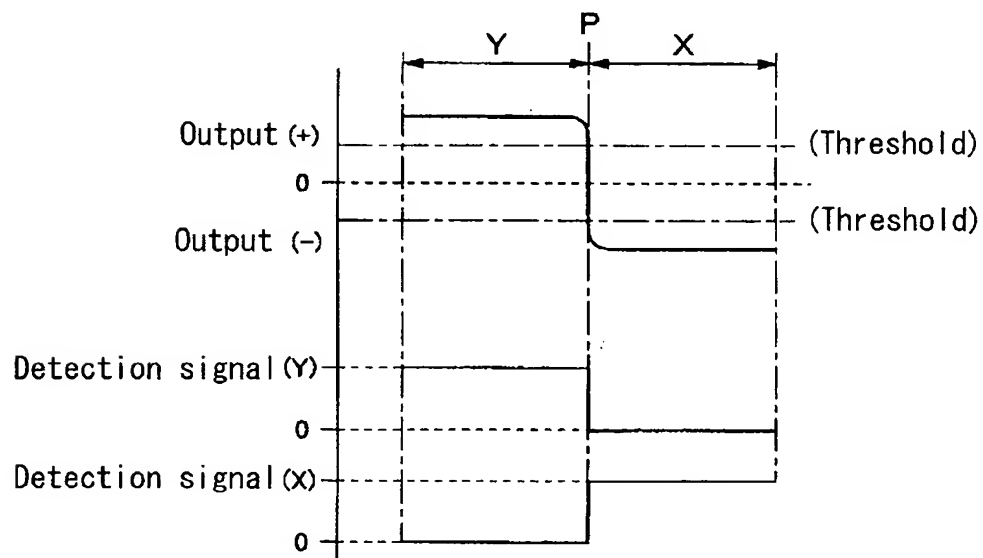 P
Y X
Output (+) (Threshold)
0
(Threshold)
Output (-)
Detection signal (Y)
0
Detection signal (X)
0